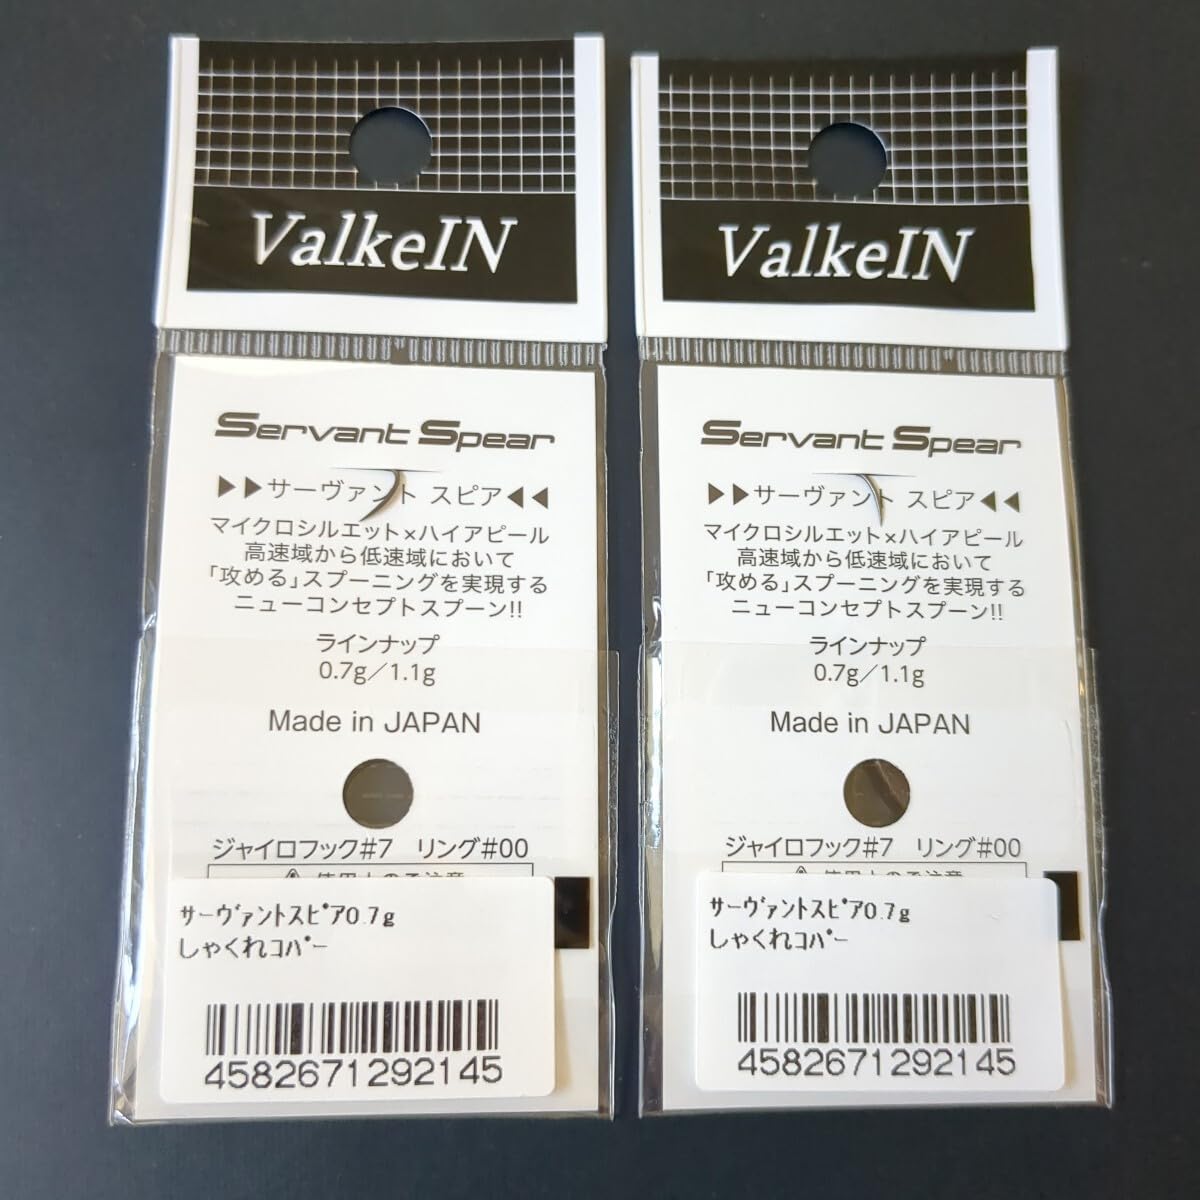 ValkeIN
Servant Spear
▶▶サーヴァント スピア◀◀
マイクロシルエット×ハイアピール
高速域から低速域において
「攻める」スプーニングを実現する
ニューコンセプトスプーン!!
ラインナップ
0.7g／1.1g
Made in JAPAN
ジャイロフック#7 リング#00
サーヴァントスピア0.7g
しゃくれコパー
4582671292145
ValkeIN
Servant Spear
▶▶サーヴァント スピア◀◀
マイクロシルエット×ハイアピール
高速域から低速域において
「攻める」スプーニングを実現する
ニューコンセプトスプーン!!
ラインナップ
0.7g／1.1g
Made in JAPAN
ジャイロフック#7 リング#00
サーヴァントスピア0.7g
しゃくれコパー
4582671292145